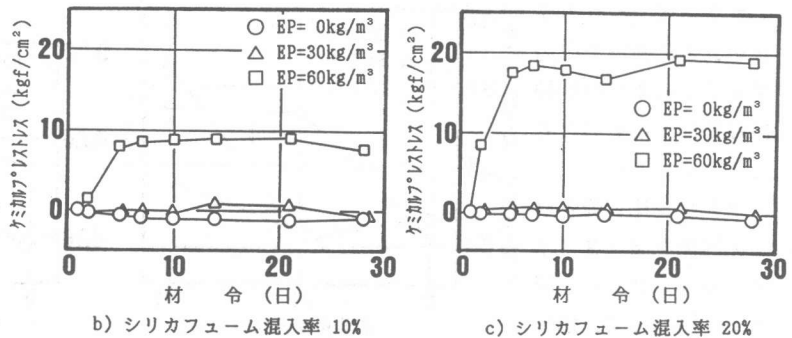 ケミカルプレストレス (kgf/cm²)
20
10
0
○ EP= 0kg/m³
△ EP=30kg/m³
□ EP=60kg/m³
0 10 20 30
材 令 (日)
b) シリカフューム混入率 10%
ケミカルプレストレス (kgf/cm²)
20
10
0
○ EP= 0kg/m³
△ EP=30kg/m³
□ EP=60kg/m³
0 10 20 30
材 令 (日)
c) シリカフューム混入率 20%